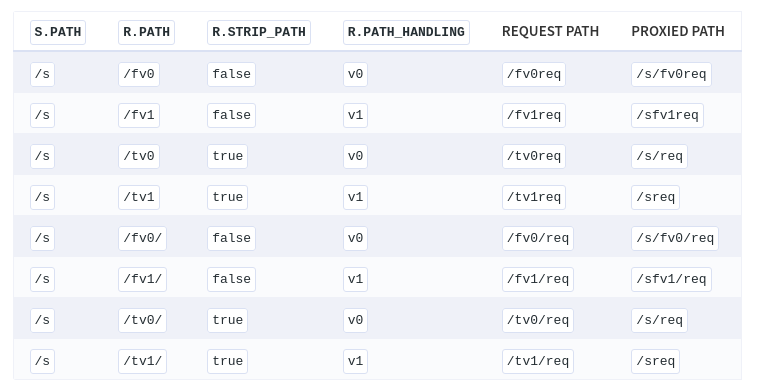 S.PATH R.PATH R.STRIP_PATH R.PATH_HANDLING REQUEST PATH PROXIED PATH
/s /fv0 false v0 /fv0req /s/fv0req
/s /fv1 false v1 /fv1req /sfv1req
/s /tv0 true v0 /tv0req /s/req
/s /tv1 true v1 /tv1req /sreq
/s /fv0/ false v0 /fv0/req /s/fv0/req
/s /fv1/ false v1 /fv1/req /sfv1/req
/s /tv0/ true v0 /tv0/req /s/req
/s /tv1/ true v1 /tv1/req /sreq